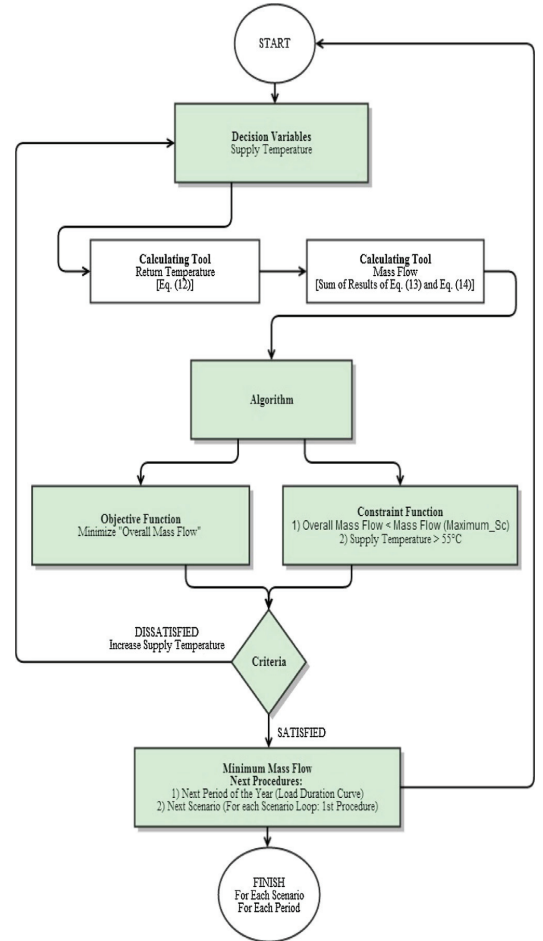 START
Decision Variables
Supply Temperature
Calculating Tool
Return Temperature
[Eq. (12)]
Calculating Tool
Mass Flow
[Sum of Results of Eq. (13) and Eq. (14)]
Algorithm
Objective Function
Minimize "Overall Mass Flow"
Constraint Function
1) Overall Mass Flow < Mass Flow (Maximum_Sc)
2) Supply Temperature > 55°C
DISSATISFIED
Increase Supply Temperature
Criteria
SATISFIED
Minimum Mass Flow
Next Procedures:
1) Next Period of the Year (Load Duration Curve)
2) Next Scenario (For each Scenario Loop: 1st Procedure)
FINISH
For Each Scenario
For Each Period